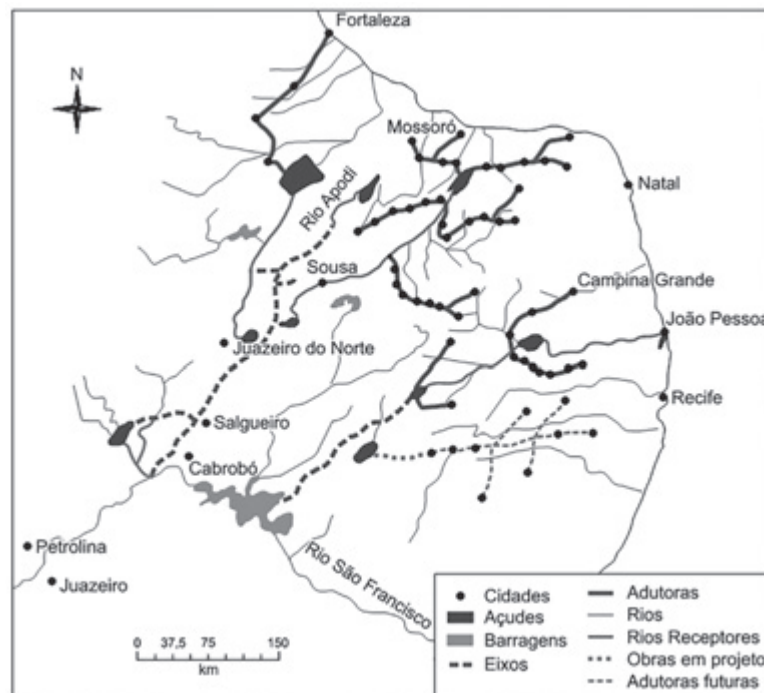 Fortaleza
N
Mossoró
Rio Apodi
Natal
Sousa
Campina Grande
João Pessoa
Juazeiro do Norte
Recife
Salgueiro
Cabrobó
Petrolina
Rio São Francisco
Juazeiro
Cidades
Açudes
Barragens
Eixos
Adutoras
Rios
Rios Receptores
Obras em projeto
Adutoras futuras
0 37,5 75 150
km